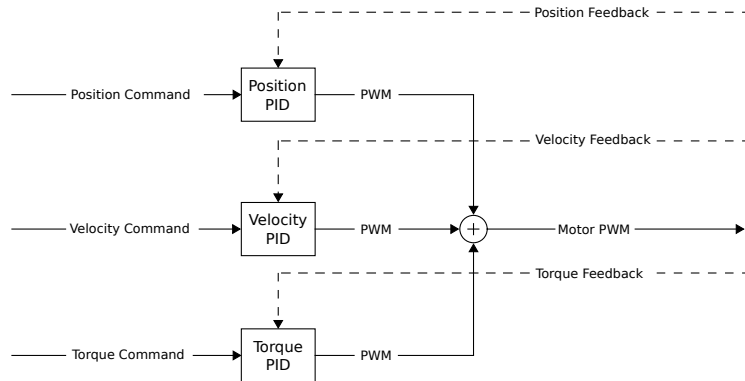 Position Feedback
Position Command
Position
PID
PWM
Velocity Feedback
Velocity Command
Velocity
PID
PWM
+
Motor PWM
Torque Feedback
Torque Command
Torque
PID
PWM